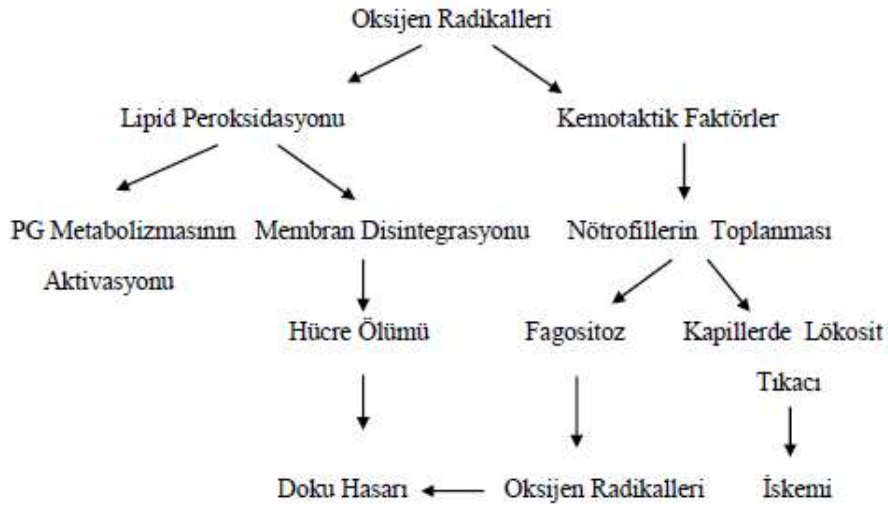 Oksijen Radikalleri
Lipid Peroksidasyonu
Kemotaktik Faktörler
PG Metabolizmasının
Aktivasyonu
Membran Disintegrasyonu
Nötrofillerin Toplanması
Hücre Ölümü
Fagositoz
Kapillerde Lökosit
Tıkacı
Doku Hasarı
Oksijen Radikalleri
İskemi